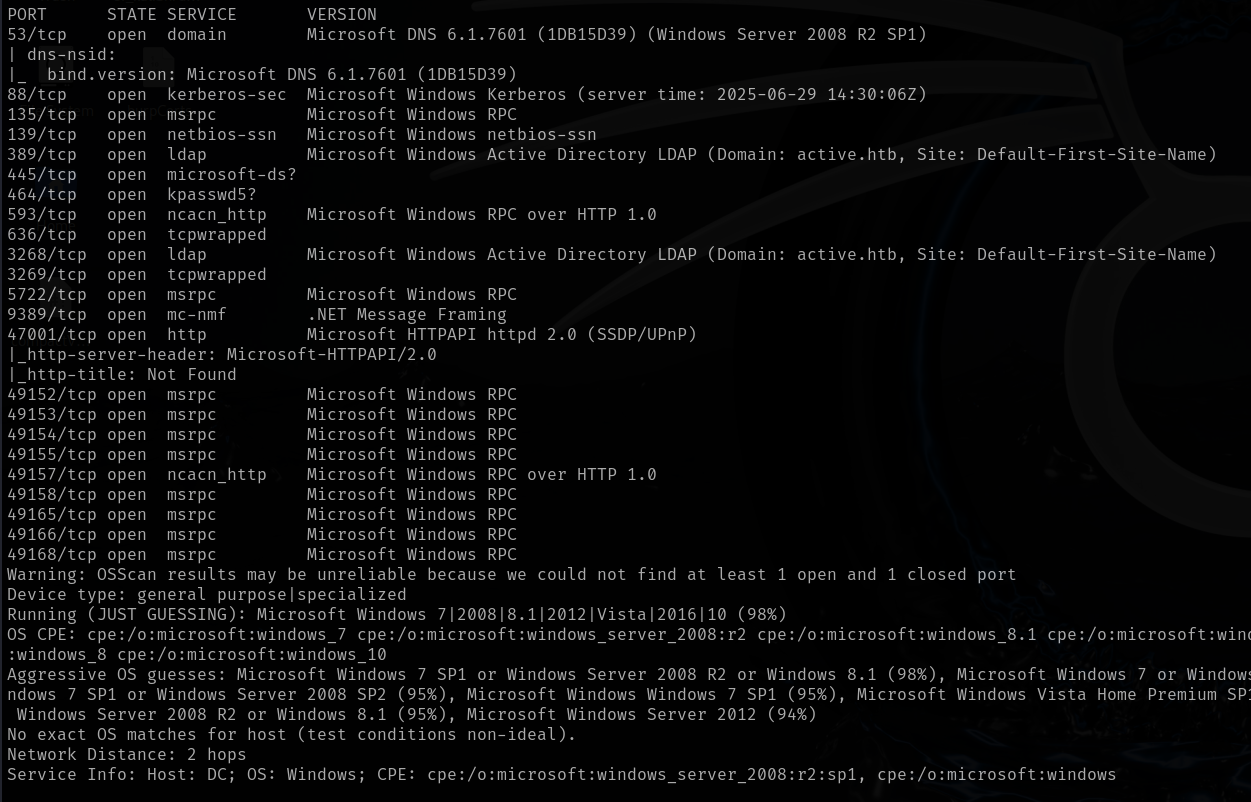 PORT      STATE SERVICE       VERSION
53/tcp    open  domain        Microsoft DNS 6.1.7601 (1DB15D39) (Windows Server 2008 R2 SP1)
| dns-nsid:
|_  bind.version: Microsoft DNS 6.1.7601 (1DB15D39)
88/tcp    open  kerberos-sec  Microsoft Windows Kerberos (server time: 2025-06-29 14:30:06Z)
135/tcp   open  msrpc         Microsoft Windows RPC
139/tcp   open  netbios-ssn   Microsoft Windows netbios-ssn
389/tcp   open  ldap          Microsoft Windows Active Directory LDAP (Domain: active.htb, Site: Default-First-Site-Name)
445/tcp   open  microsoft-ds?
464/tcp   open  kpasswd5?
593/tcp   open  ncacn_http    Microsoft Windows RPC over HTTP 1.0
636/tcp   open  tcpwrapped
3268/tcp  open  ldap          Microsoft Windows Active Directory LDAP (Domain: active.htb, Site: Default-First-Site-Name)
3269/tcp  open  tcpwrapped
5722/tcp  open  msrpc         Microsoft Windows RPC
9389/tcp  open  mc-nmf        .NET Message Framing
47001/tcp open  http          Microsoft HTTPAPI httpd 2.0 (SSDP/UPnP)
|_http-server-header: Microsoft-HTTPAPI/2.0
|_http-title: Not Found
49152/tcp open  msrpc         Microsoft Windows RPC
49153/tcp open  msrpc         Microsoft Windows RPC
49154/tcp open  msrpc         Microsoft Windows RPC
49155/tcp open  msrpc         Microsoft Windows RPC
49157/tcp open  ncacn_http    Microsoft Windows RPC over HTTP 1.0
49158/tcp open  msrpc         Microsoft Windows RPC
49165/tcp open  msrpc         Microsoft Windows RPC
49166/tcp open  msrpc         Microsoft Windows RPC
49168/tcp open  msrpc         Microsoft Windows RPC
Warning: OSScan results may be unreliable because we could not find at least 1 open and 1 closed port
Device type: general purpose|specialized
Running (JUST GUESSING): Microsoft Windows 7|2008|8.1|2012|Vista|2016|10 (98%)
OS CPE: cpe:/o:microsoft:windows_7 cpe:/o:microsoft:windows_server_2008:r2 cpe:/o:microsoft:windows_8.1 cpe:/o:microsoft:wind
:windows_8 cpe:/o:microsoft:windows_10
Aggressive OS guesses: Microsoft Windows 7 SP1 or Windows Server 2008 R2 or Windows 8.1 (98%), Microsoft Windows 7 or Windows
ndows 7 SP1 or Windows Server 2008 SP2 (95%), Microsoft Windows Windows 7 SP1 (95%), Microsoft Windows Vista Home Premium SP1
 Windows Server 2008 R2 or Windows 8.1 (95%), Microsoft Windows Server 2012 (94%)
No exact OS matches for host (test conditions non-ideal).
Network Distance: 2 hops
Service Info: Host: DC; OS: Windows; CPE: cpe:/o:microsoft:windows_server_2008:r2:sp1, cpe:/o:microsoft:windows